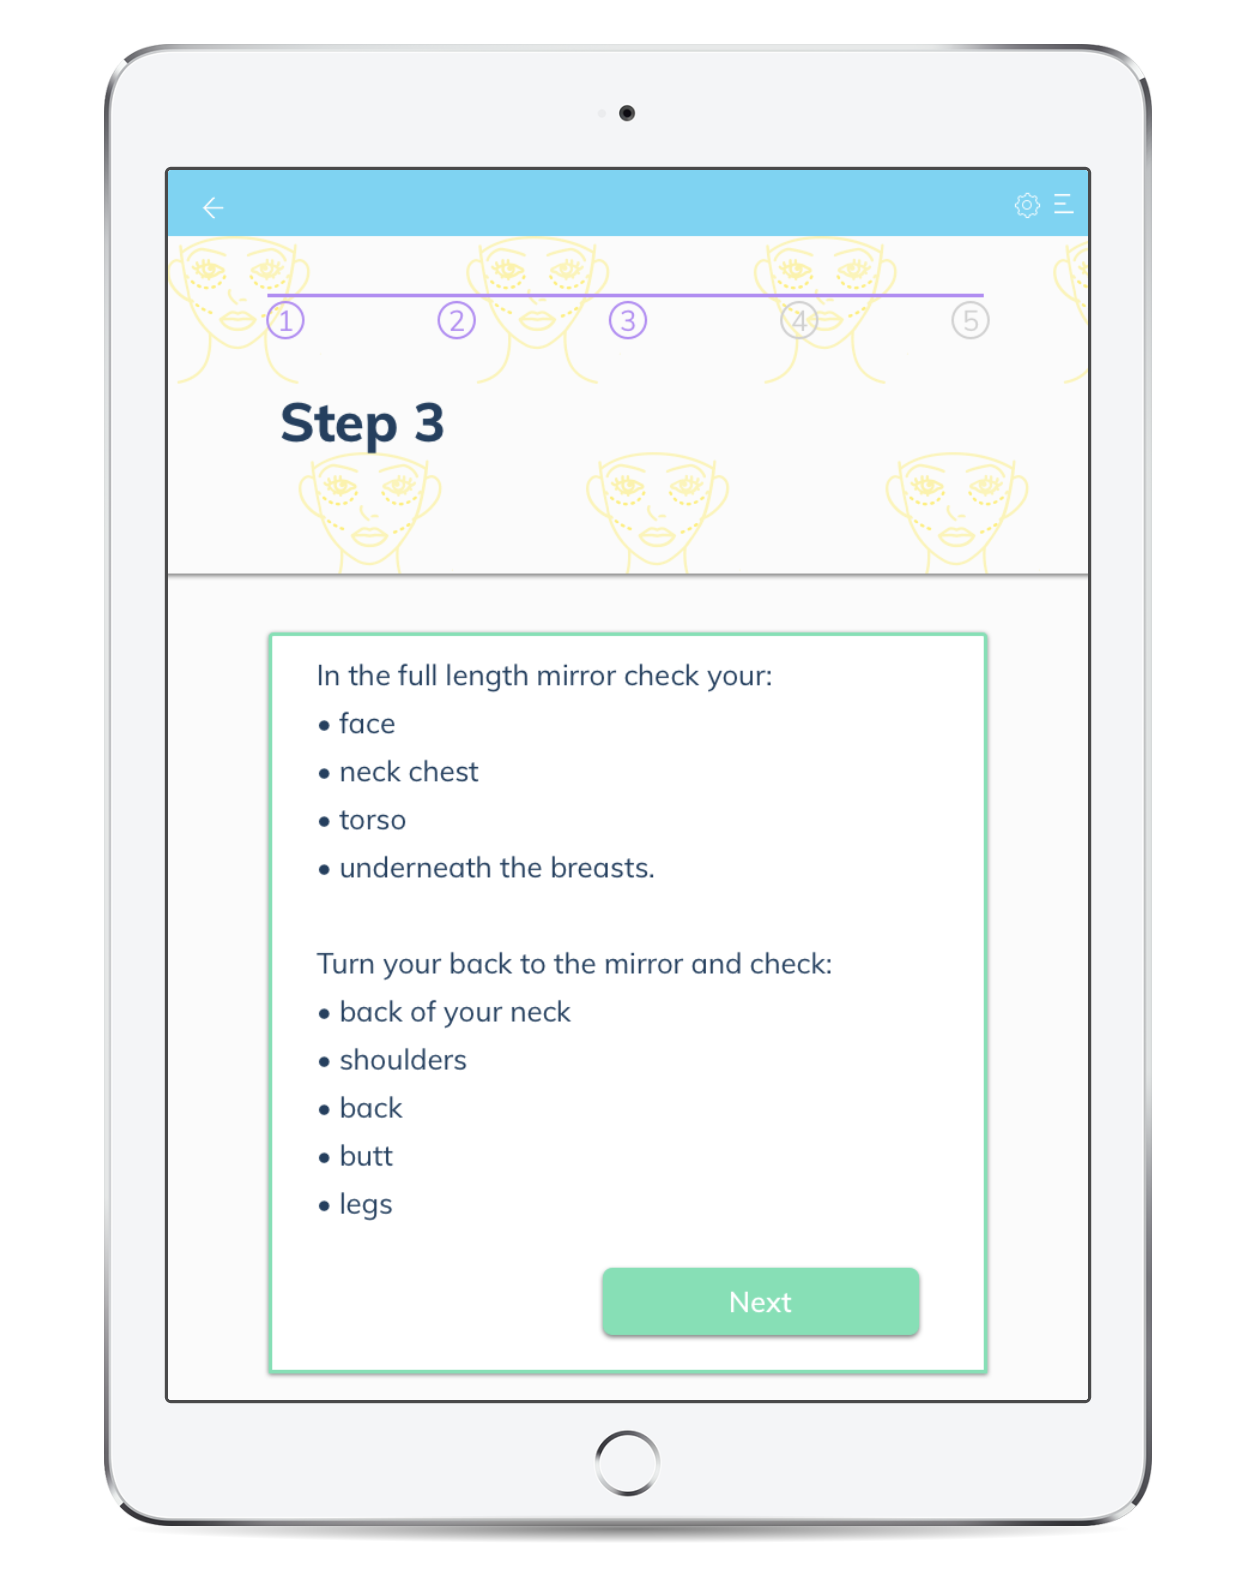 1 2 3 4 5
Step 3
In the full length mirror check your:
• face
• neck chest
• torso
• underneath the breasts.
Turn your back to the mirror and check:
• back of your neck
• shoulders
• back
• butt
• legs
Next